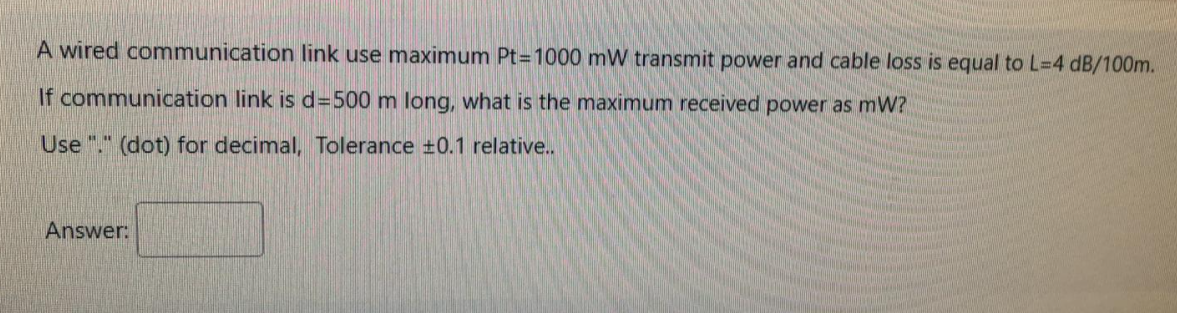 A wired communication link use maximum Pt=1000 mW transmit power and cable loss is equal to L=4 dB/100m.
If communication link is d=500 m long, what is the maximum received power as mW?
Use "." (dot) for decimal, Tolerance ±0.1 relative..
Answer: